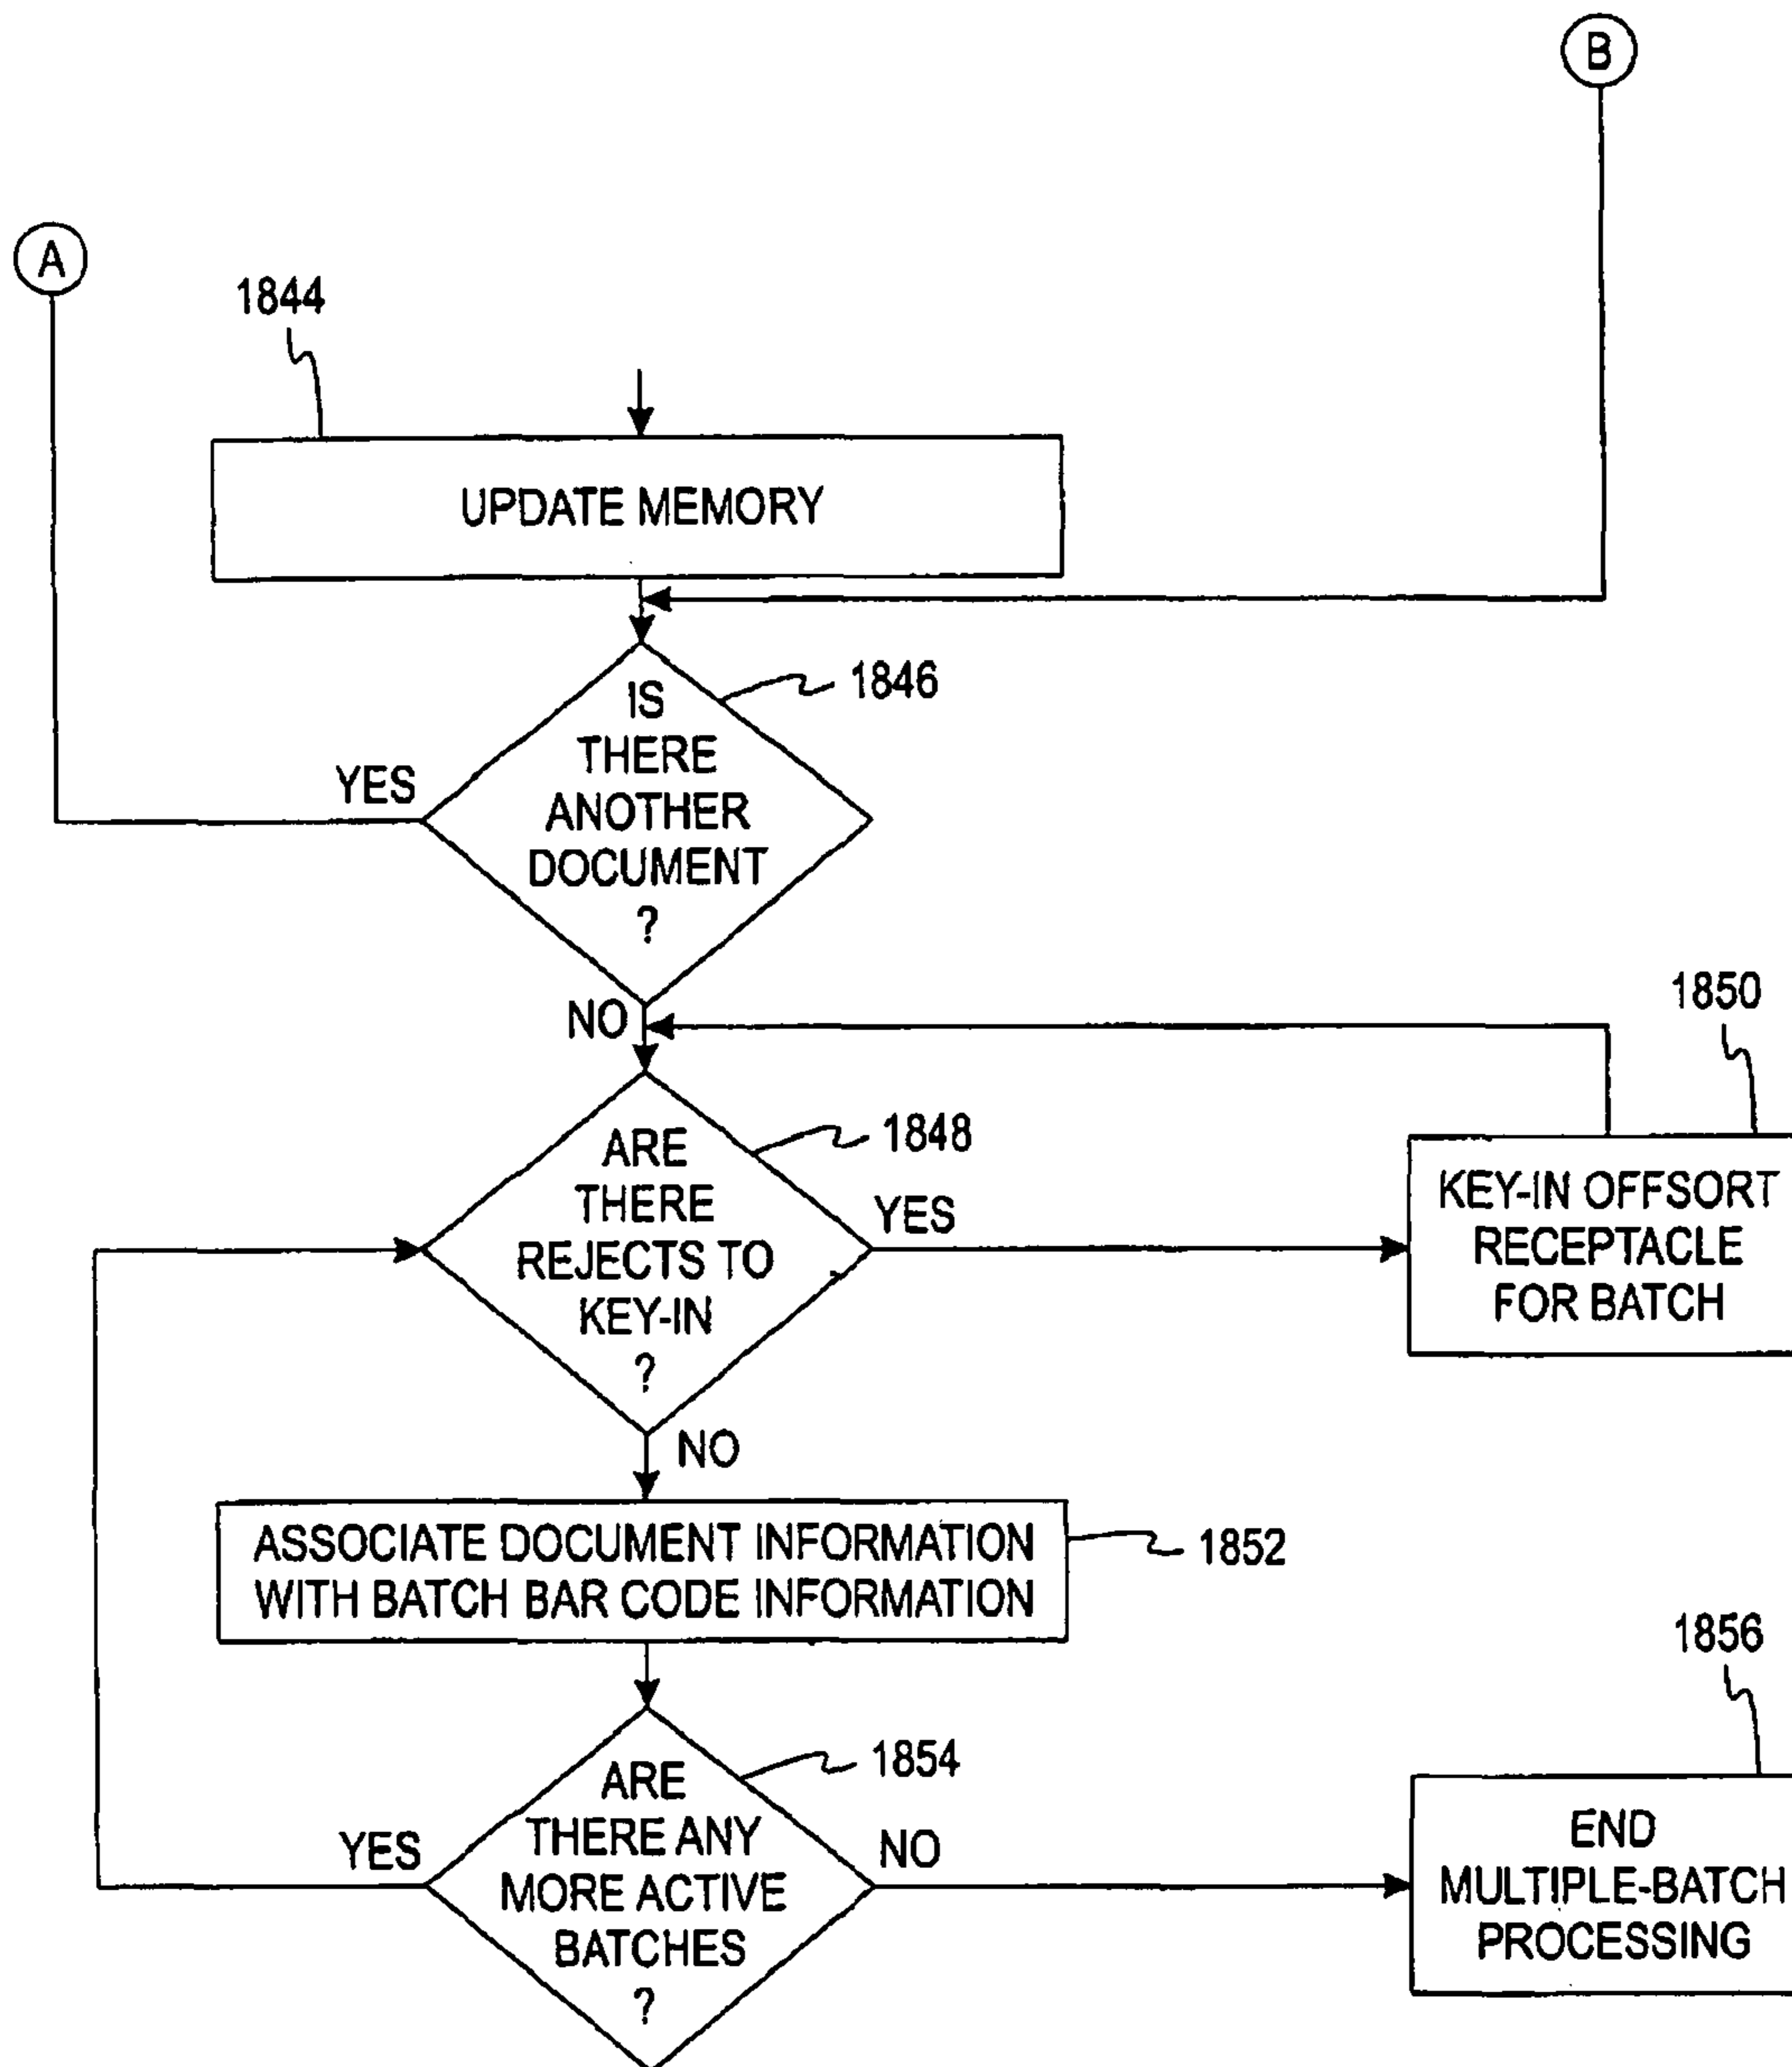 B
A
1844
UPDATE MEMORY
1846
IS
THERE
ANOTHER
DOCUMENT
?
YES
NO
1848
ARE
THERE
REJECTS TO
KEY-IN
?
YES
1850
KEY-IN OFFSORT
RECEPTACLE
FOR BATCH
NO
ASSOCIATE DOCUMENT INFORMATION
WITH BATCH BAR CODE INFORMATION
1852
1854
ARE
THERE ANY
MORE ACTIVE
BATCHES
?
YES
NO
1856
END
MULTIPLE-BATCH
PROCESSING